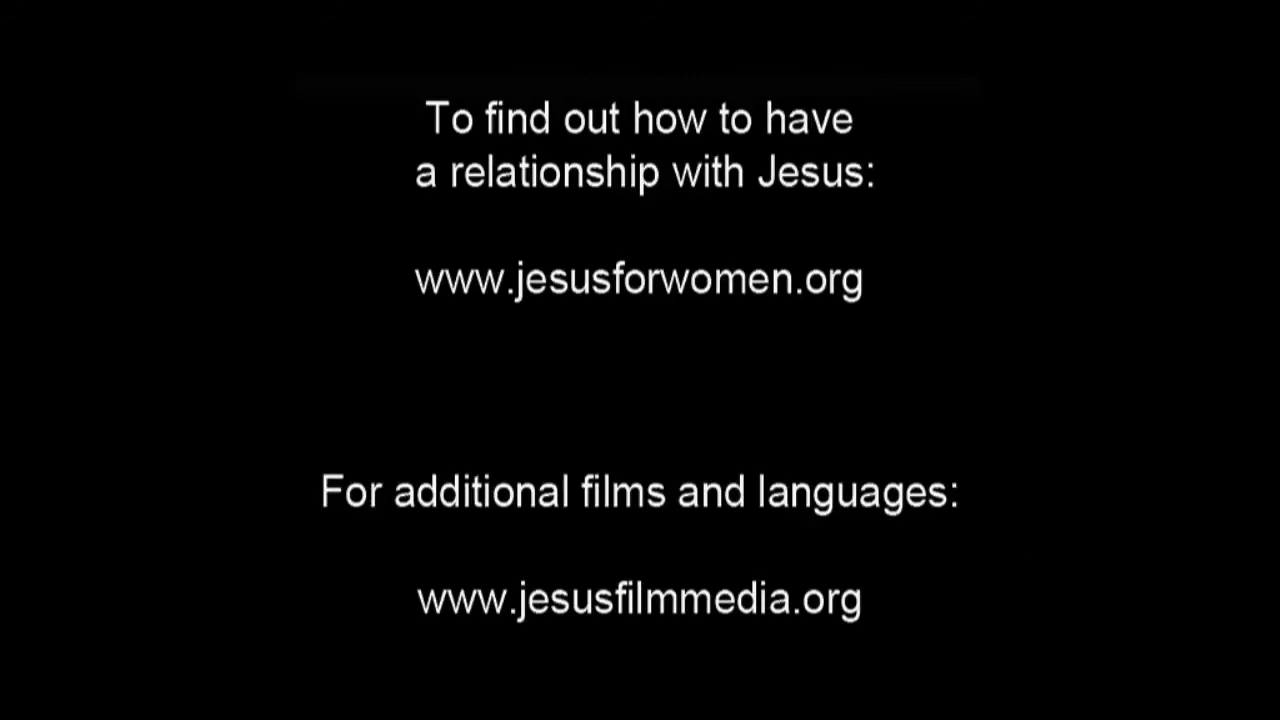 To find out how to have
a relationship with Jesus:
www.jesusforwomen.org
For additional films and languages:
www.jesusfilmmedia.org